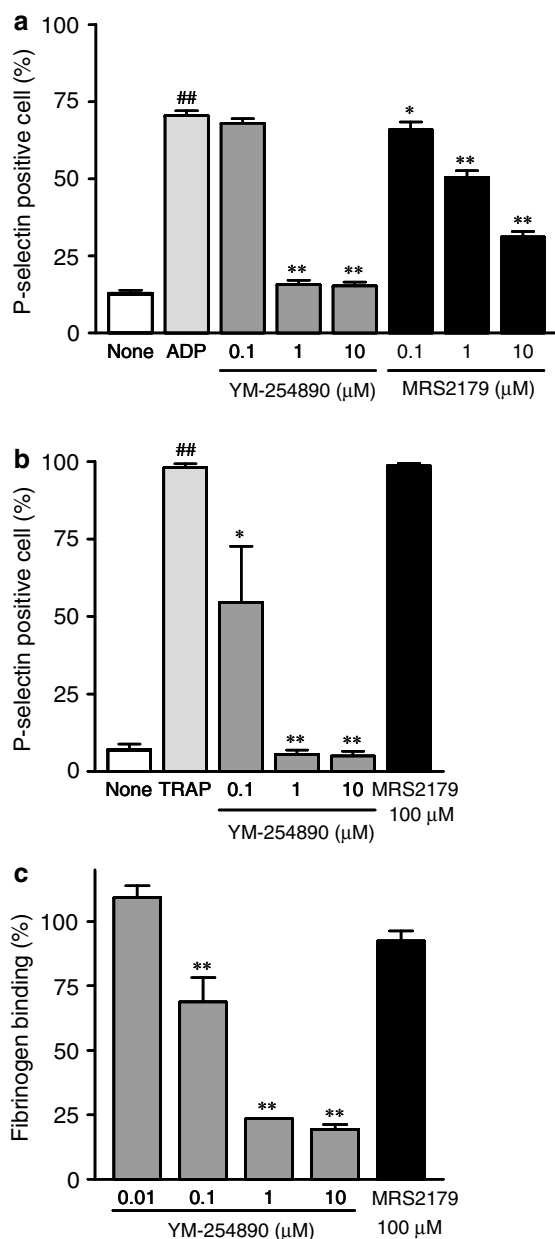 a
P-selectin positive cell (%)
100
75
50
25
0
##
*
**
**
**
**
None ADP 0.1 1 10 0.1 1 10
YM-254890 (μM) MRS2179 (μM)
b
P-selectin positive cell (%)
100
75
50
25
0
##
*
**
**
None TRAP 0.1 1 10 MRS2179
100 μM
YM-254890 (μM)
c
Fibrinogen binding (%)
100
75
50
25
0
**
**
**
0.01 0.1 1 10 MRS2179
YM-254890 (μM) 100 μM